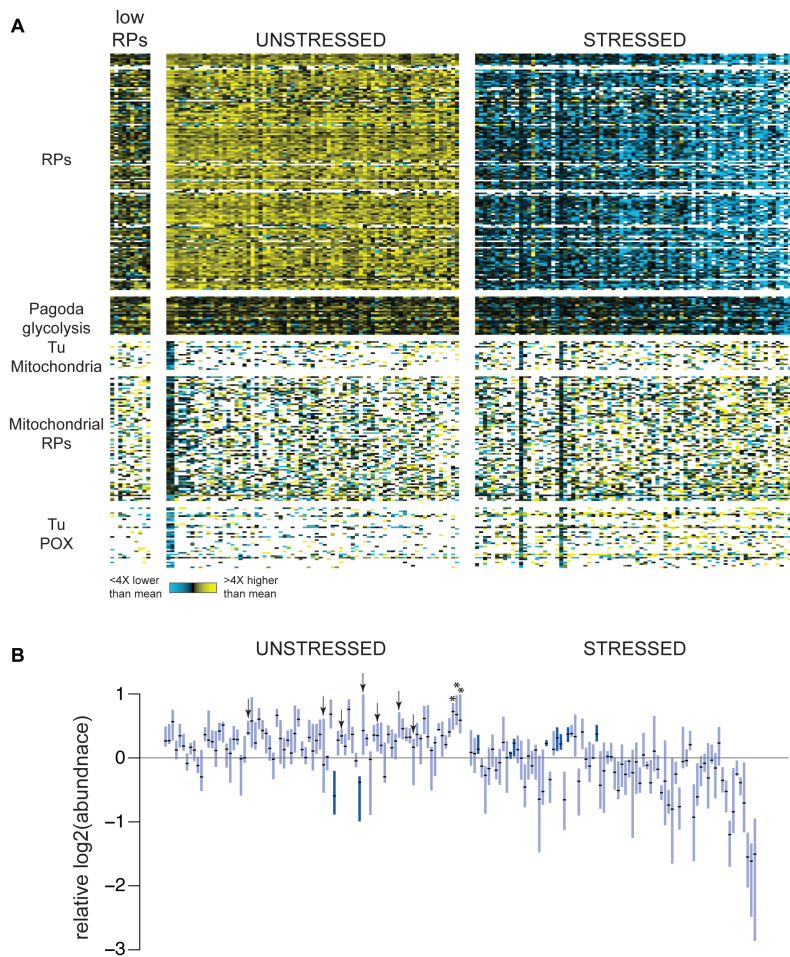 A
low
RPs
UNSTRESSED
STRESSED
RPs
Pagoda
glycolysis
Tu
Mitochondria
Mitochondrial
RPs
Tu
POX
<4X lower
than mean
>4X higher
than mean
B
UNSTRESSED
STRESSED
relative log2(abundnace)
1
0
−1
−2
−3
*
*
*